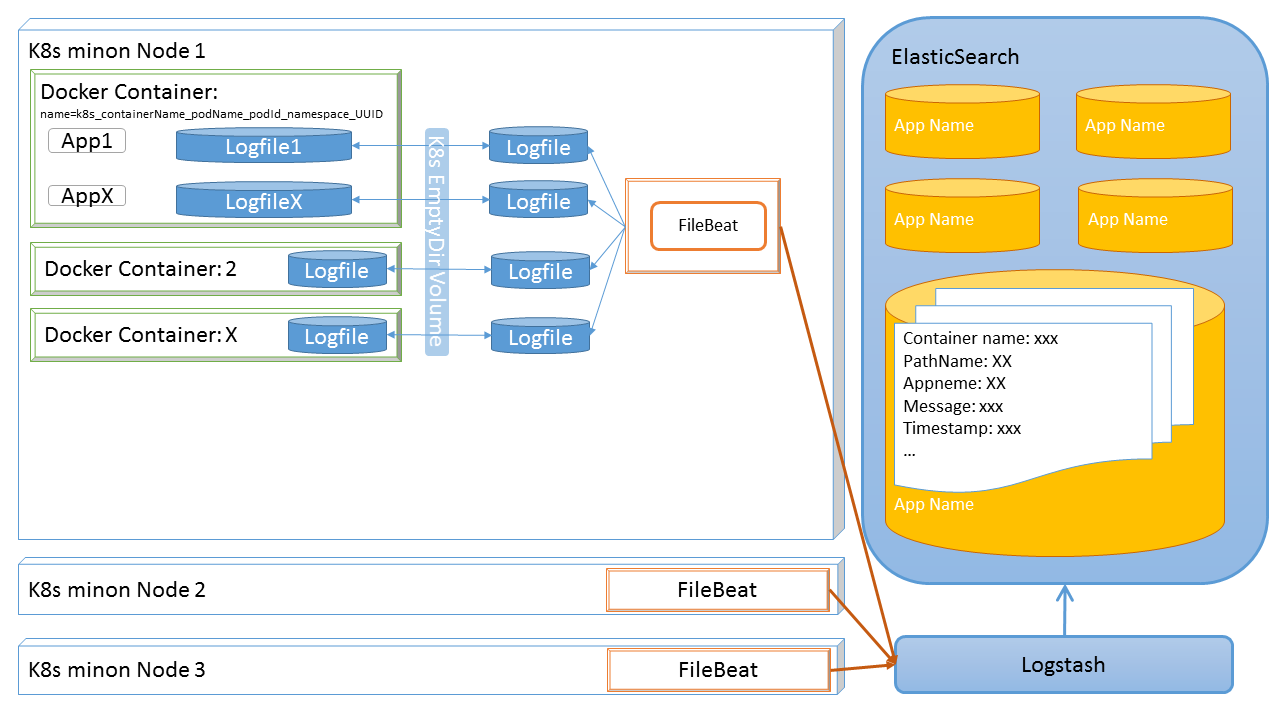 K8s minon Node 1
Docker Container:
name=k8s_containerName_podName_podId_namespace_UUID
App1
Logfile1
Logfile
AppX
LogfileX
Logfile
Docker Container: 2
Logfile
Logfile
Docker Container: X
Logfile
Logfile
K8s EmptyDir Volume
FileBeat
K8s minon Node 2
FileBeat
K8s minon Node 3
FileBeat
ElasticSearch
App Name
App Name
App Name
App Name
Container name: xxx
PathName: XX
Appneme: XX
Message: xxx
Timestamp: xxx
...
App Name
Logstash